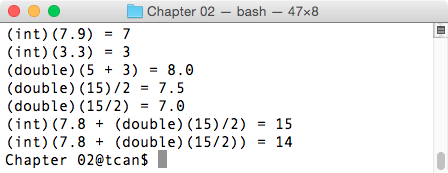 Chapter 02 — bash — 47×8
(int)(7.9) = 7
(int)(3.3) = 3
(double)(5 + 3) = 8.0
(double)(15)/2 = 7.5
(double)(15/2) = 7.0
(int)(7.8 + (double)(15)/2) = 15
(int)(7.8 + (double)(15/2)) = 14
Chapter 02@tcan$